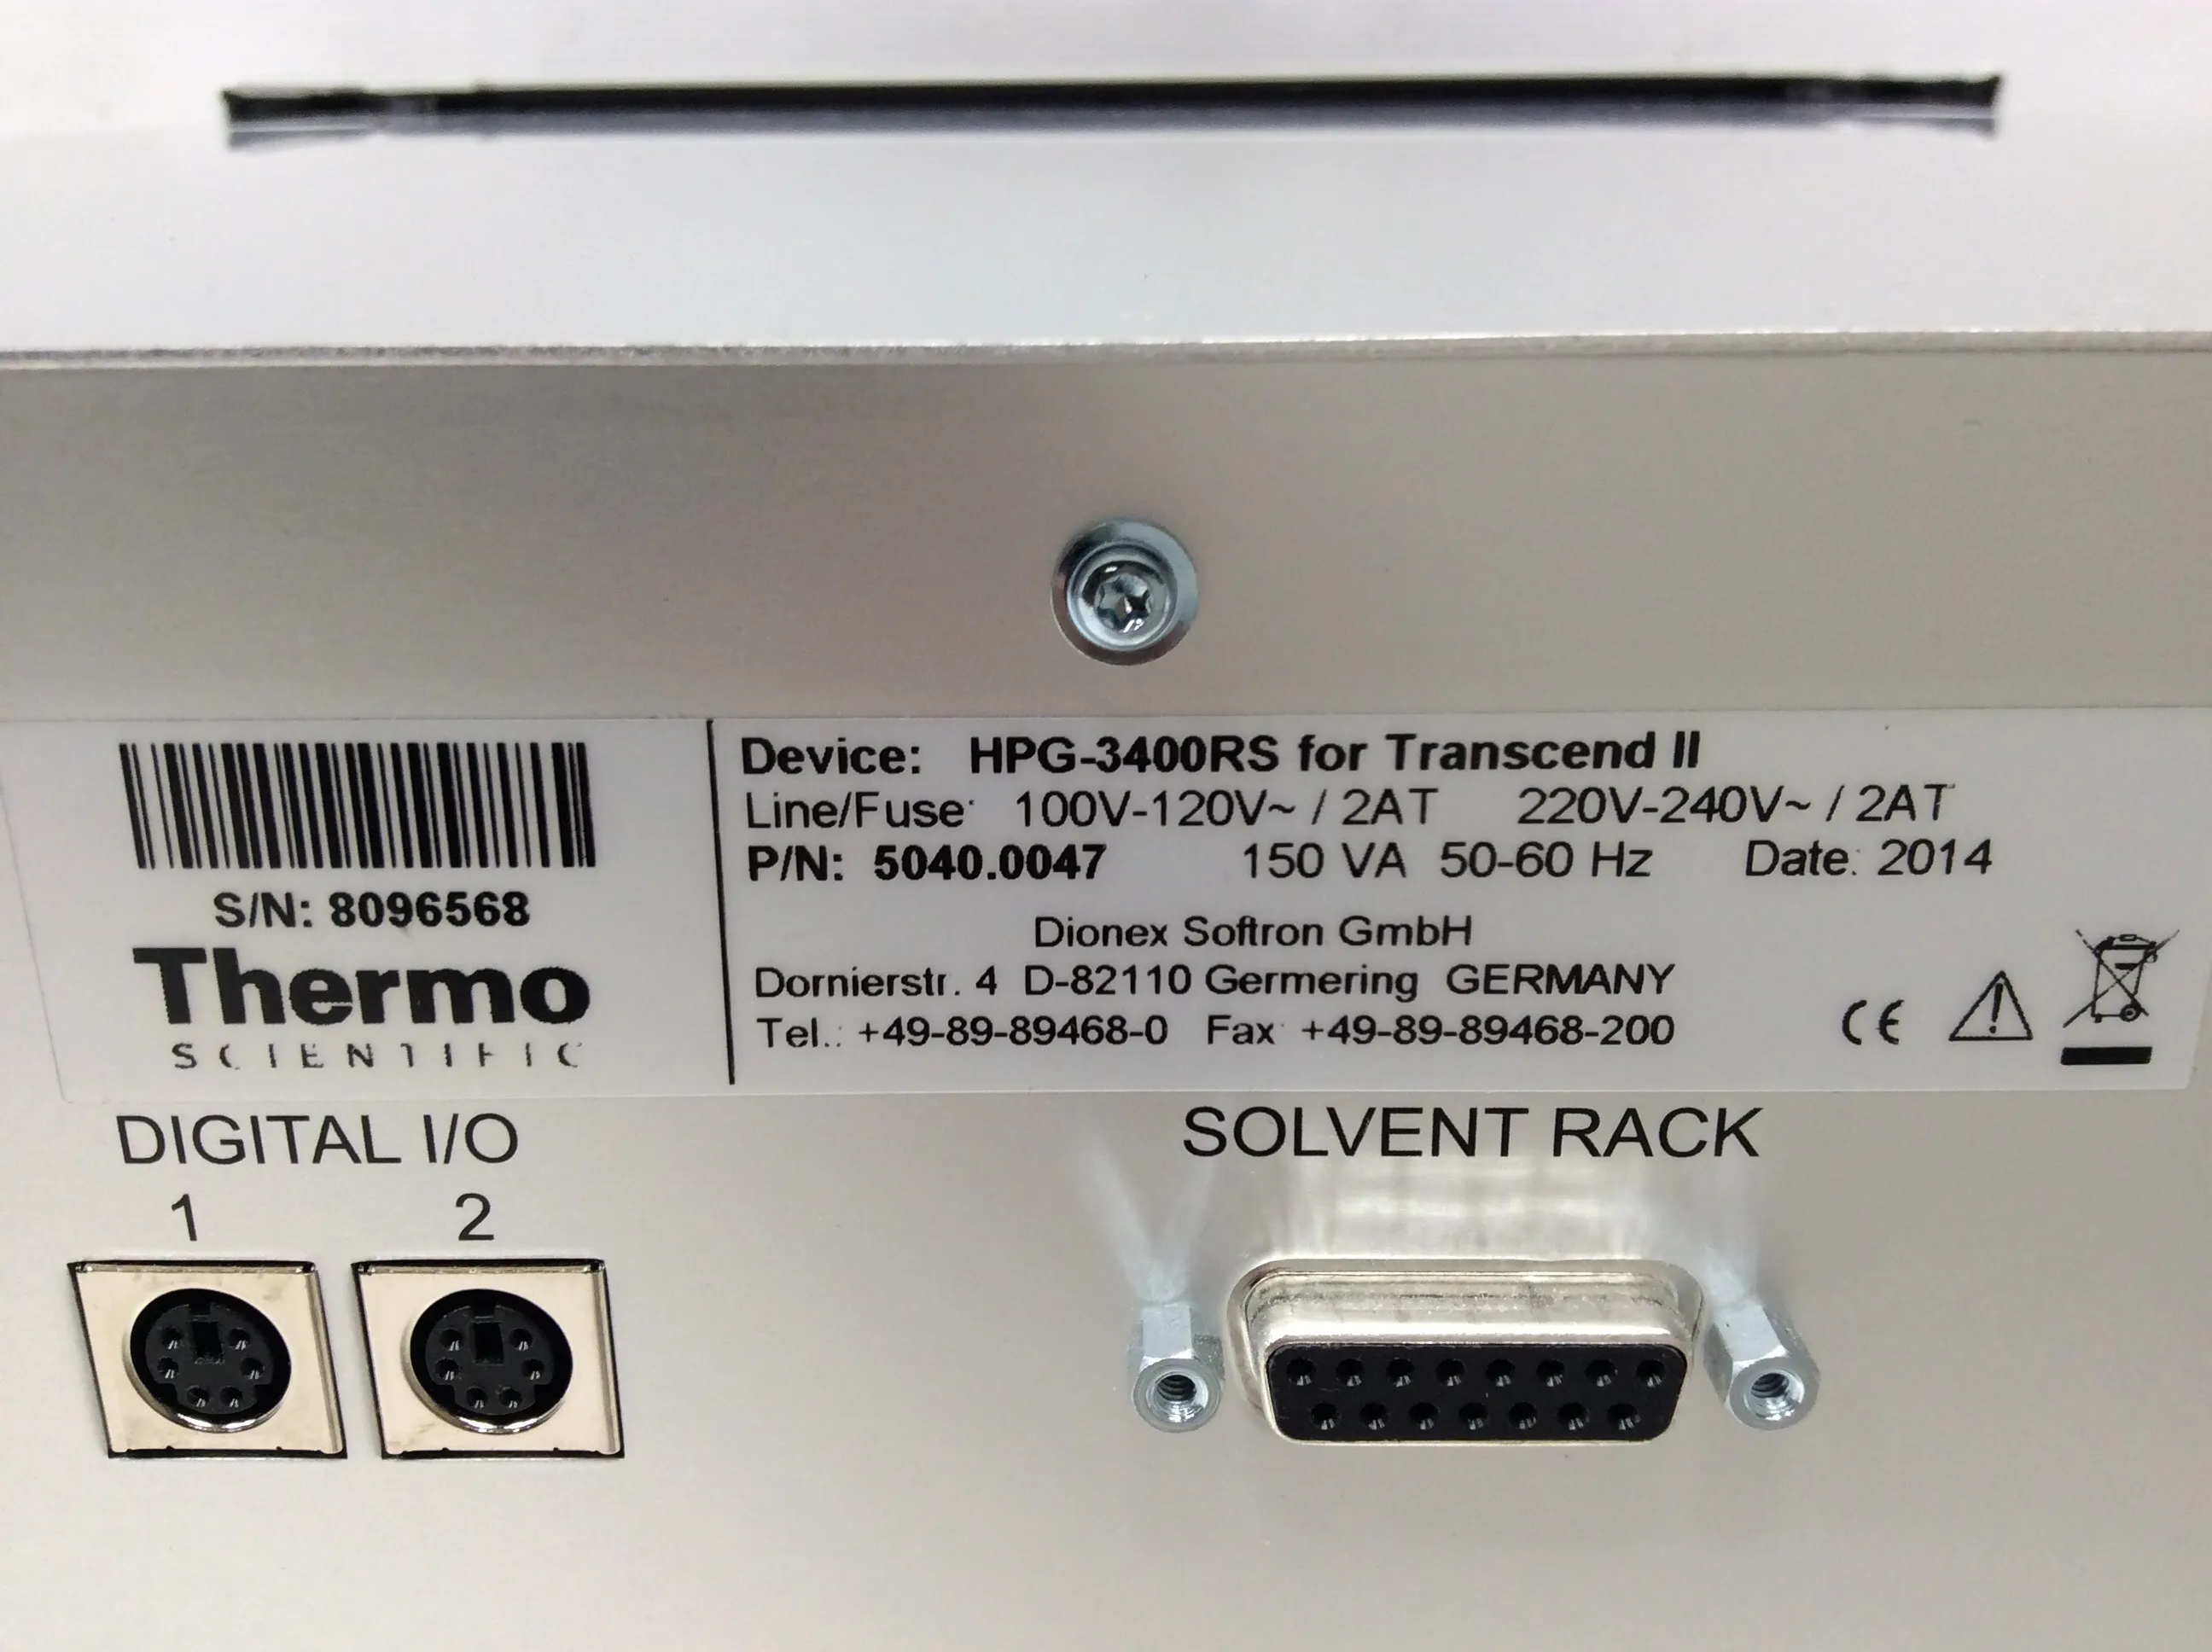 Device: HPG-3400RS for Transcend II
Line/Fuse: 100V-120V~ / 2AT 220V-240V~ / 2AT
P/N: 5040.0047 150 VA 50-60 Hz Date: 2014
S/N: 8096568
Thermo
SCIENTIFIC
Dionex Softron GmbH
Dornierstr. 4 D-82110 Germering GERMANY
Tel.: +49-89-89468-0 Fax: +49-89-89468-200
CE
DIGITAL I/O
1 2
SOLVENT RACK